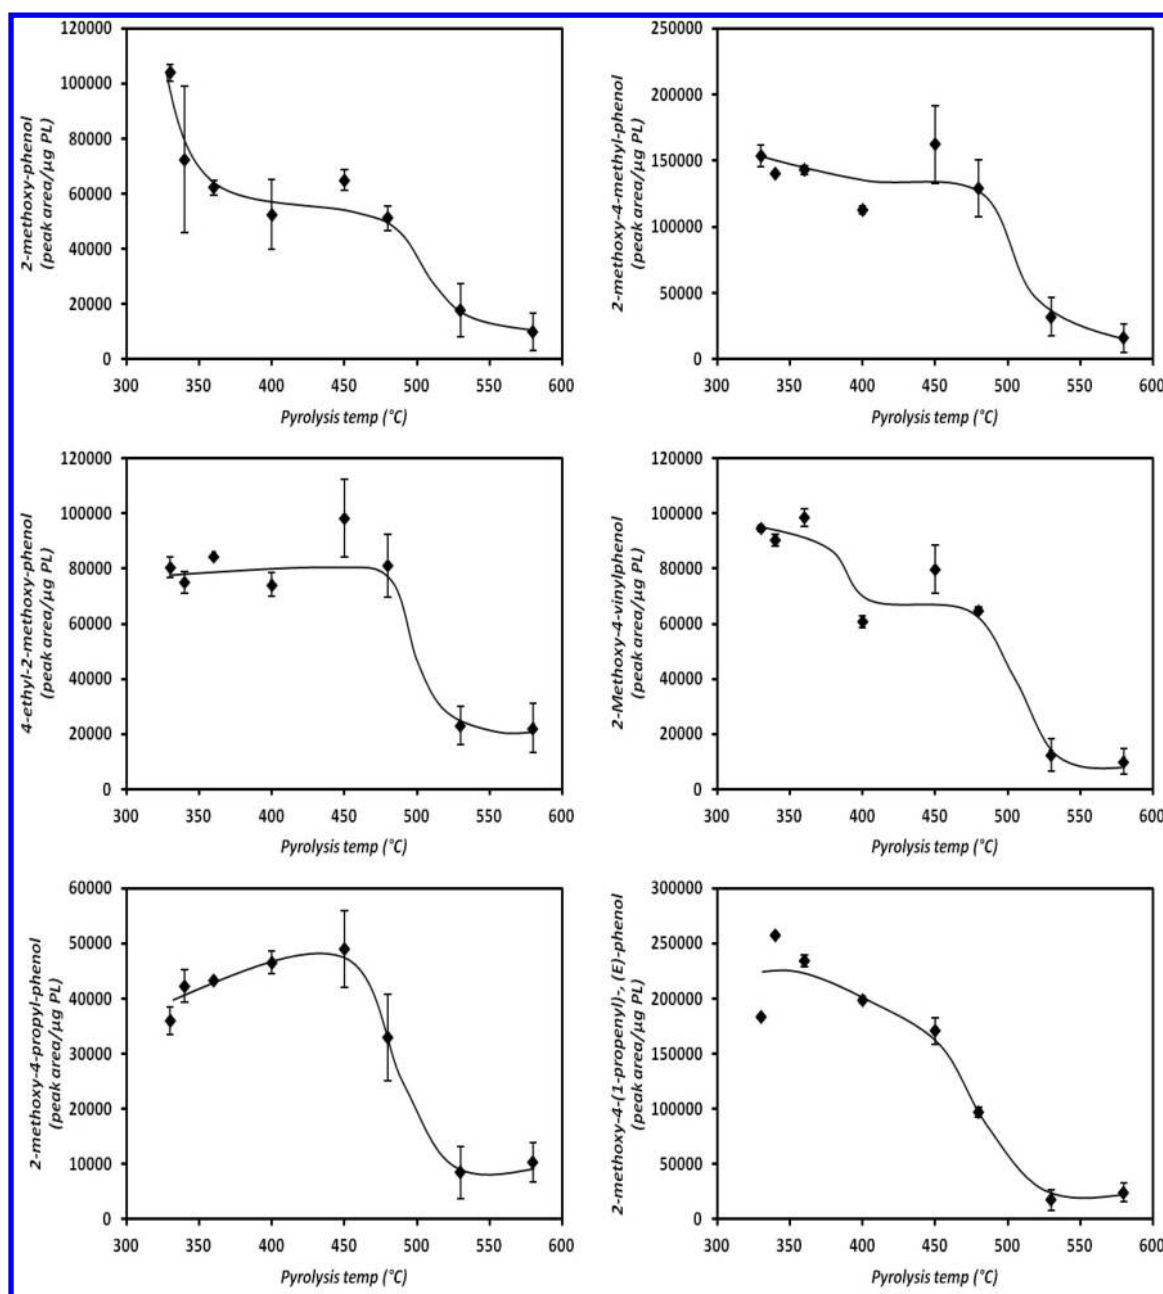 2-methoxy-phenol
(peak area/µg PL)
120000
100000
80000
60000
40000
20000
0
300 350 400 450 500 550 600
Pyrolysis temp (°C)
2-methoxy-4-methyl-phenol
(peak area/µg PL)
250000
200000
150000
100000
50000
0
300 350 400 450 500 550 600
Pyrolysis temp (°C)
4-ethyl-2-methoxy-phenol
(peak area/µg PL)
120000
100000
80000
60000
40000
20000
0
300 350 400 450 500 550 600
Pyrolysis temp (°C)
2-Methoxy-4-vinylphenol
(peak area/µg PL)
120000
100000
80000
60000
40000
20000
0
300 350 400 450 500 550 600
Pyrolysis temp (°C)
2-methoxy-4-propyl-phenol
(peak area/µg PL)
60000
50000
40000
30000
20000
10000
0
300 350 400 450 500 550 600
Pyrolysis temp (°C)
2-methoxy-4-(1-propenyl)-, (E)-phenol
(peak area/µg PL)
300000
250000
200000
150000
100000
50000
0
300 350 400 450 500 550 600
Pyrolysis temp (°C)